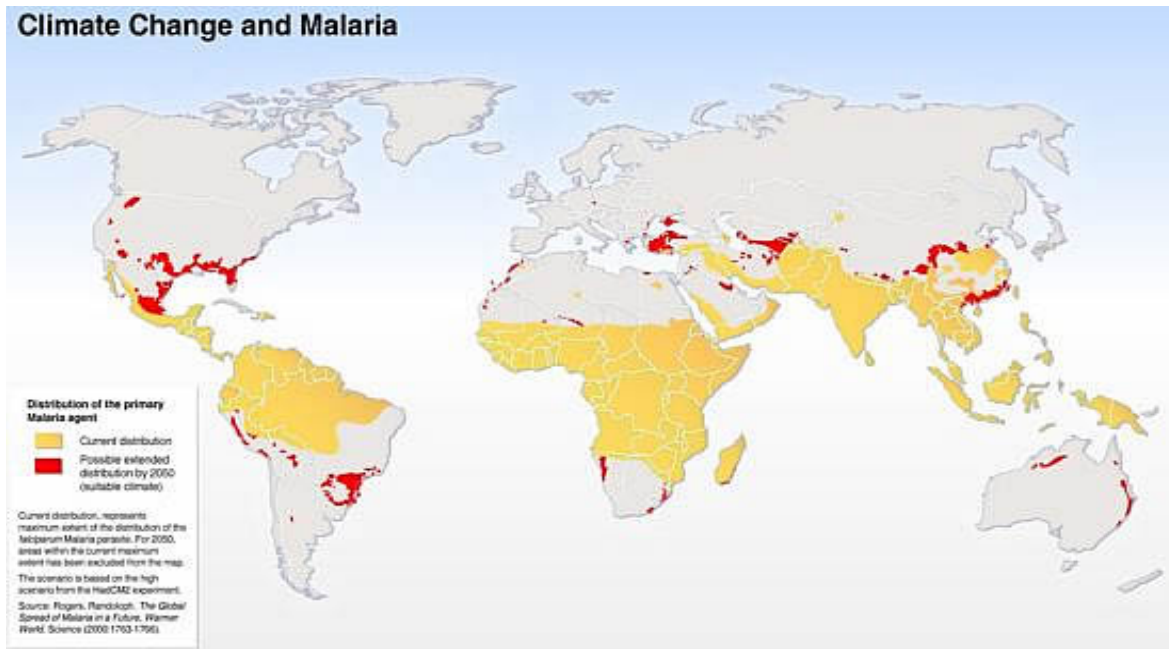 Climate Change and Malaria
Distribution of the primary
Malaria agent
Current distribution
Possible extended
distribution by 2050
(suitable climate)
Current distribution, represents
maximum extent of the distribution of the
falciparum Malaria parasite. For 2050,
areas within the current maximum
extent has been excluded from the map.
The scenario is based on the high
scenario from the HadCM2 experiment.
Source: Rogers, Randolph. The Global
Spread of Malaria in a Future, Warmer
World. Science (2000:1763-1766).